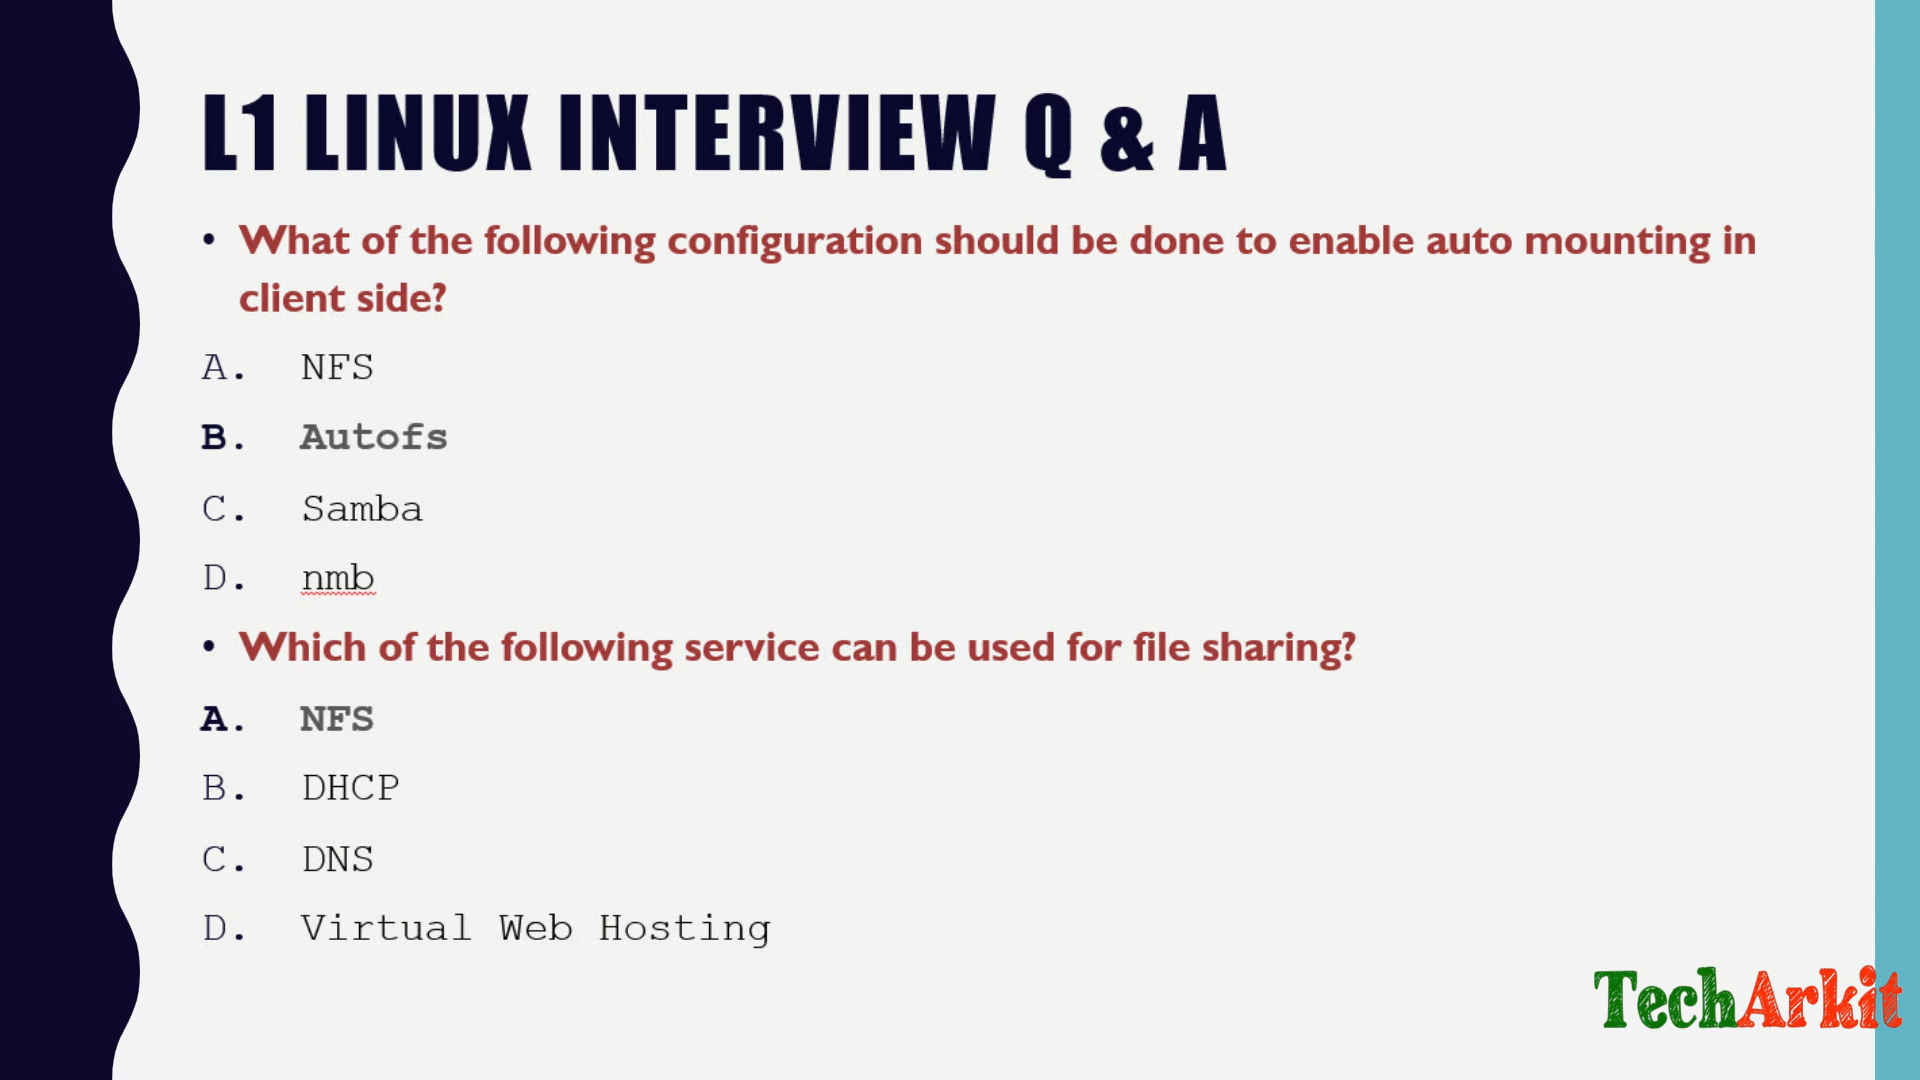 L1 LINUX INTERVIEW Q & A
• What of the following configuration should be done to enable auto mounting in
client side?
A. NFS
B. Autofs
C. Samba
D. nmb
• Which of the following service can be used for file sharing?
A. NFS
B. DHCP
C. DNS
D. Virtual Web Hosting
TechArkit